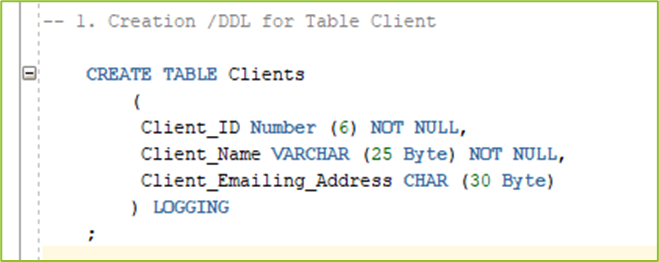 -- 1. Creation /DDL for Table Client
CREATE TABLE Clients
(
Client_ID Number (6) NOT NULL,
Client_Name VARCHAR (25 Byte) NOT NULL,
Client_Emailing_Address CHAR (30 Byte)
) LOGGING
;